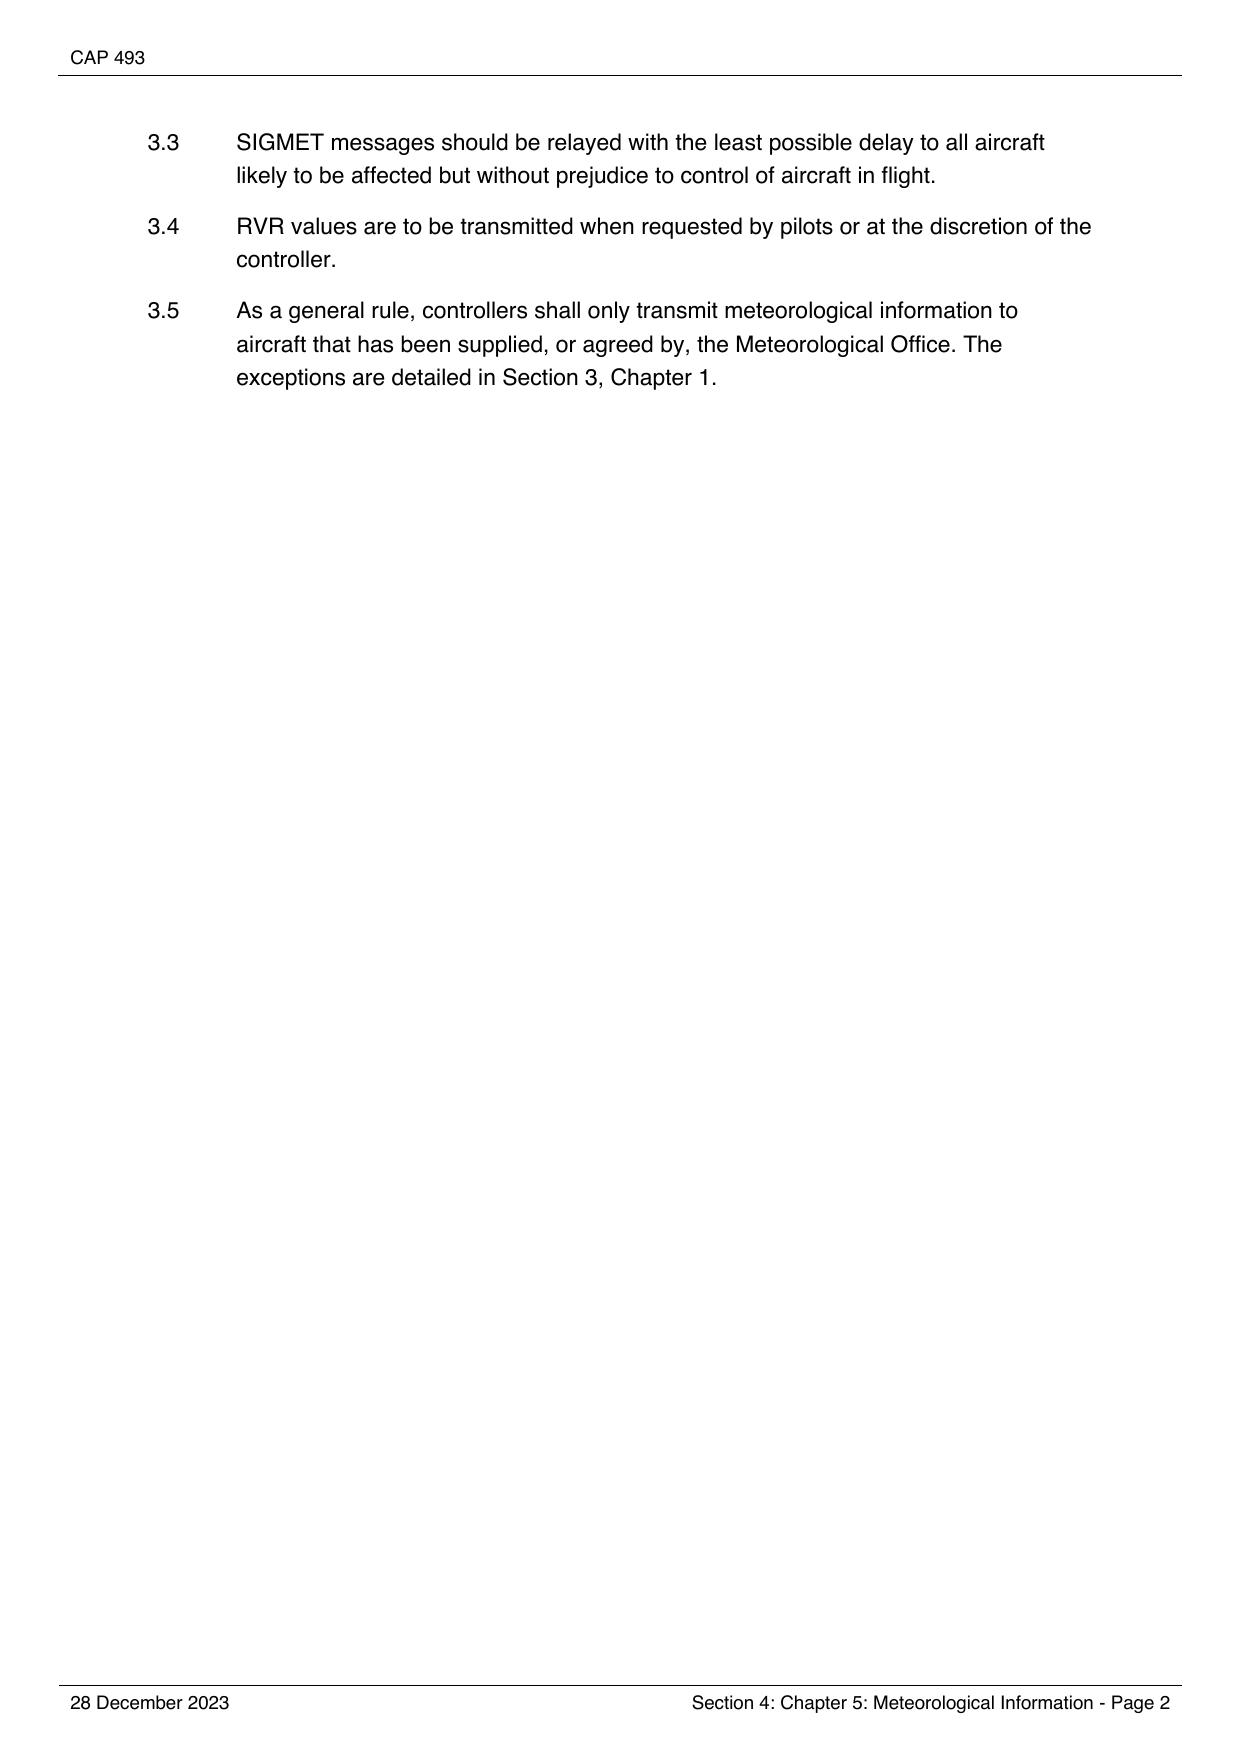 CAP 493
3.3 SIGMET messages should be relayed with the least possible delay to all aircraft
likely to be affected but without prejudice to control of aircraft in flight.
3.4 RVR values are to be transmitted when requested by pilots or at the discretion of the
controller.
3.5 As a general rule, controllers shall only transmit meteorological information to
aircraft that has been supplied, or agreed by, the Meteorological Office. The
exceptions are detailed in Section 3, Chapter 1.
28 December 2023 Section 4: Chapter 5: Meteorological Information - Page 2